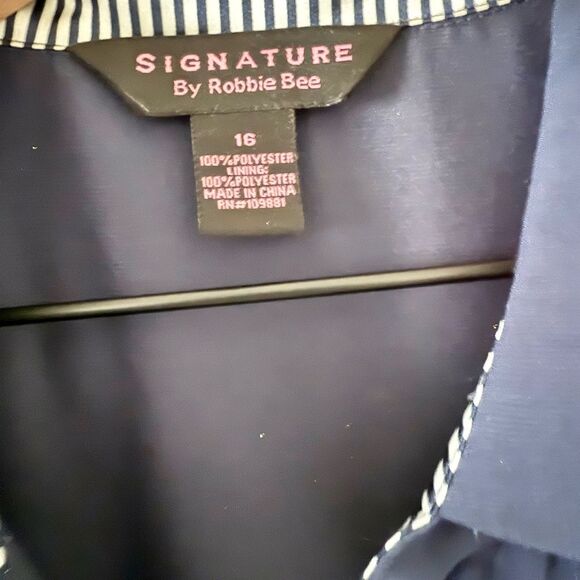 SIGNATURE
By Robbie Bee
16
100%POLYESTER
LINING:
100%POLYESTER
MADE IN CHINA
RN#109881